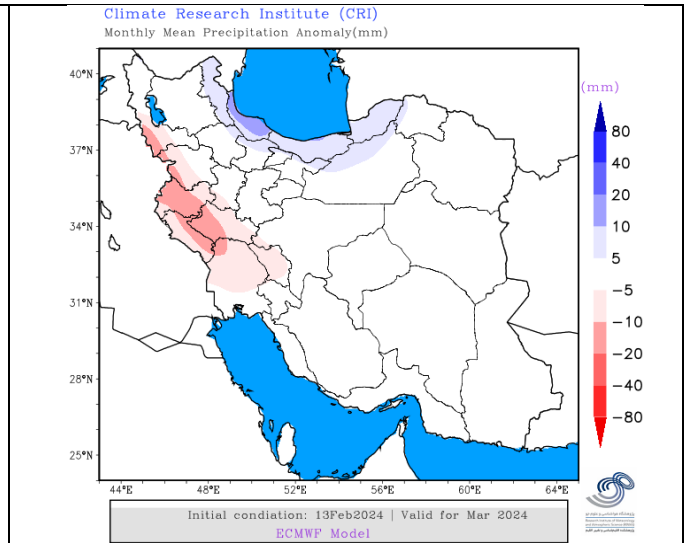 Climate Research Institute (CRI)
Monthly Mean Precipitation Anomaly(mm)
40°N
37°N
34°N
31°N
28°N
25°N
44°E
48°E
52°E
56°E
60°E
64°E
(mm)
80
40
20
10
5
−5
−10
−20
−40
−80
Initial condiation: 13Feb2024 | Valid for Mar 2024
ECMWF Model